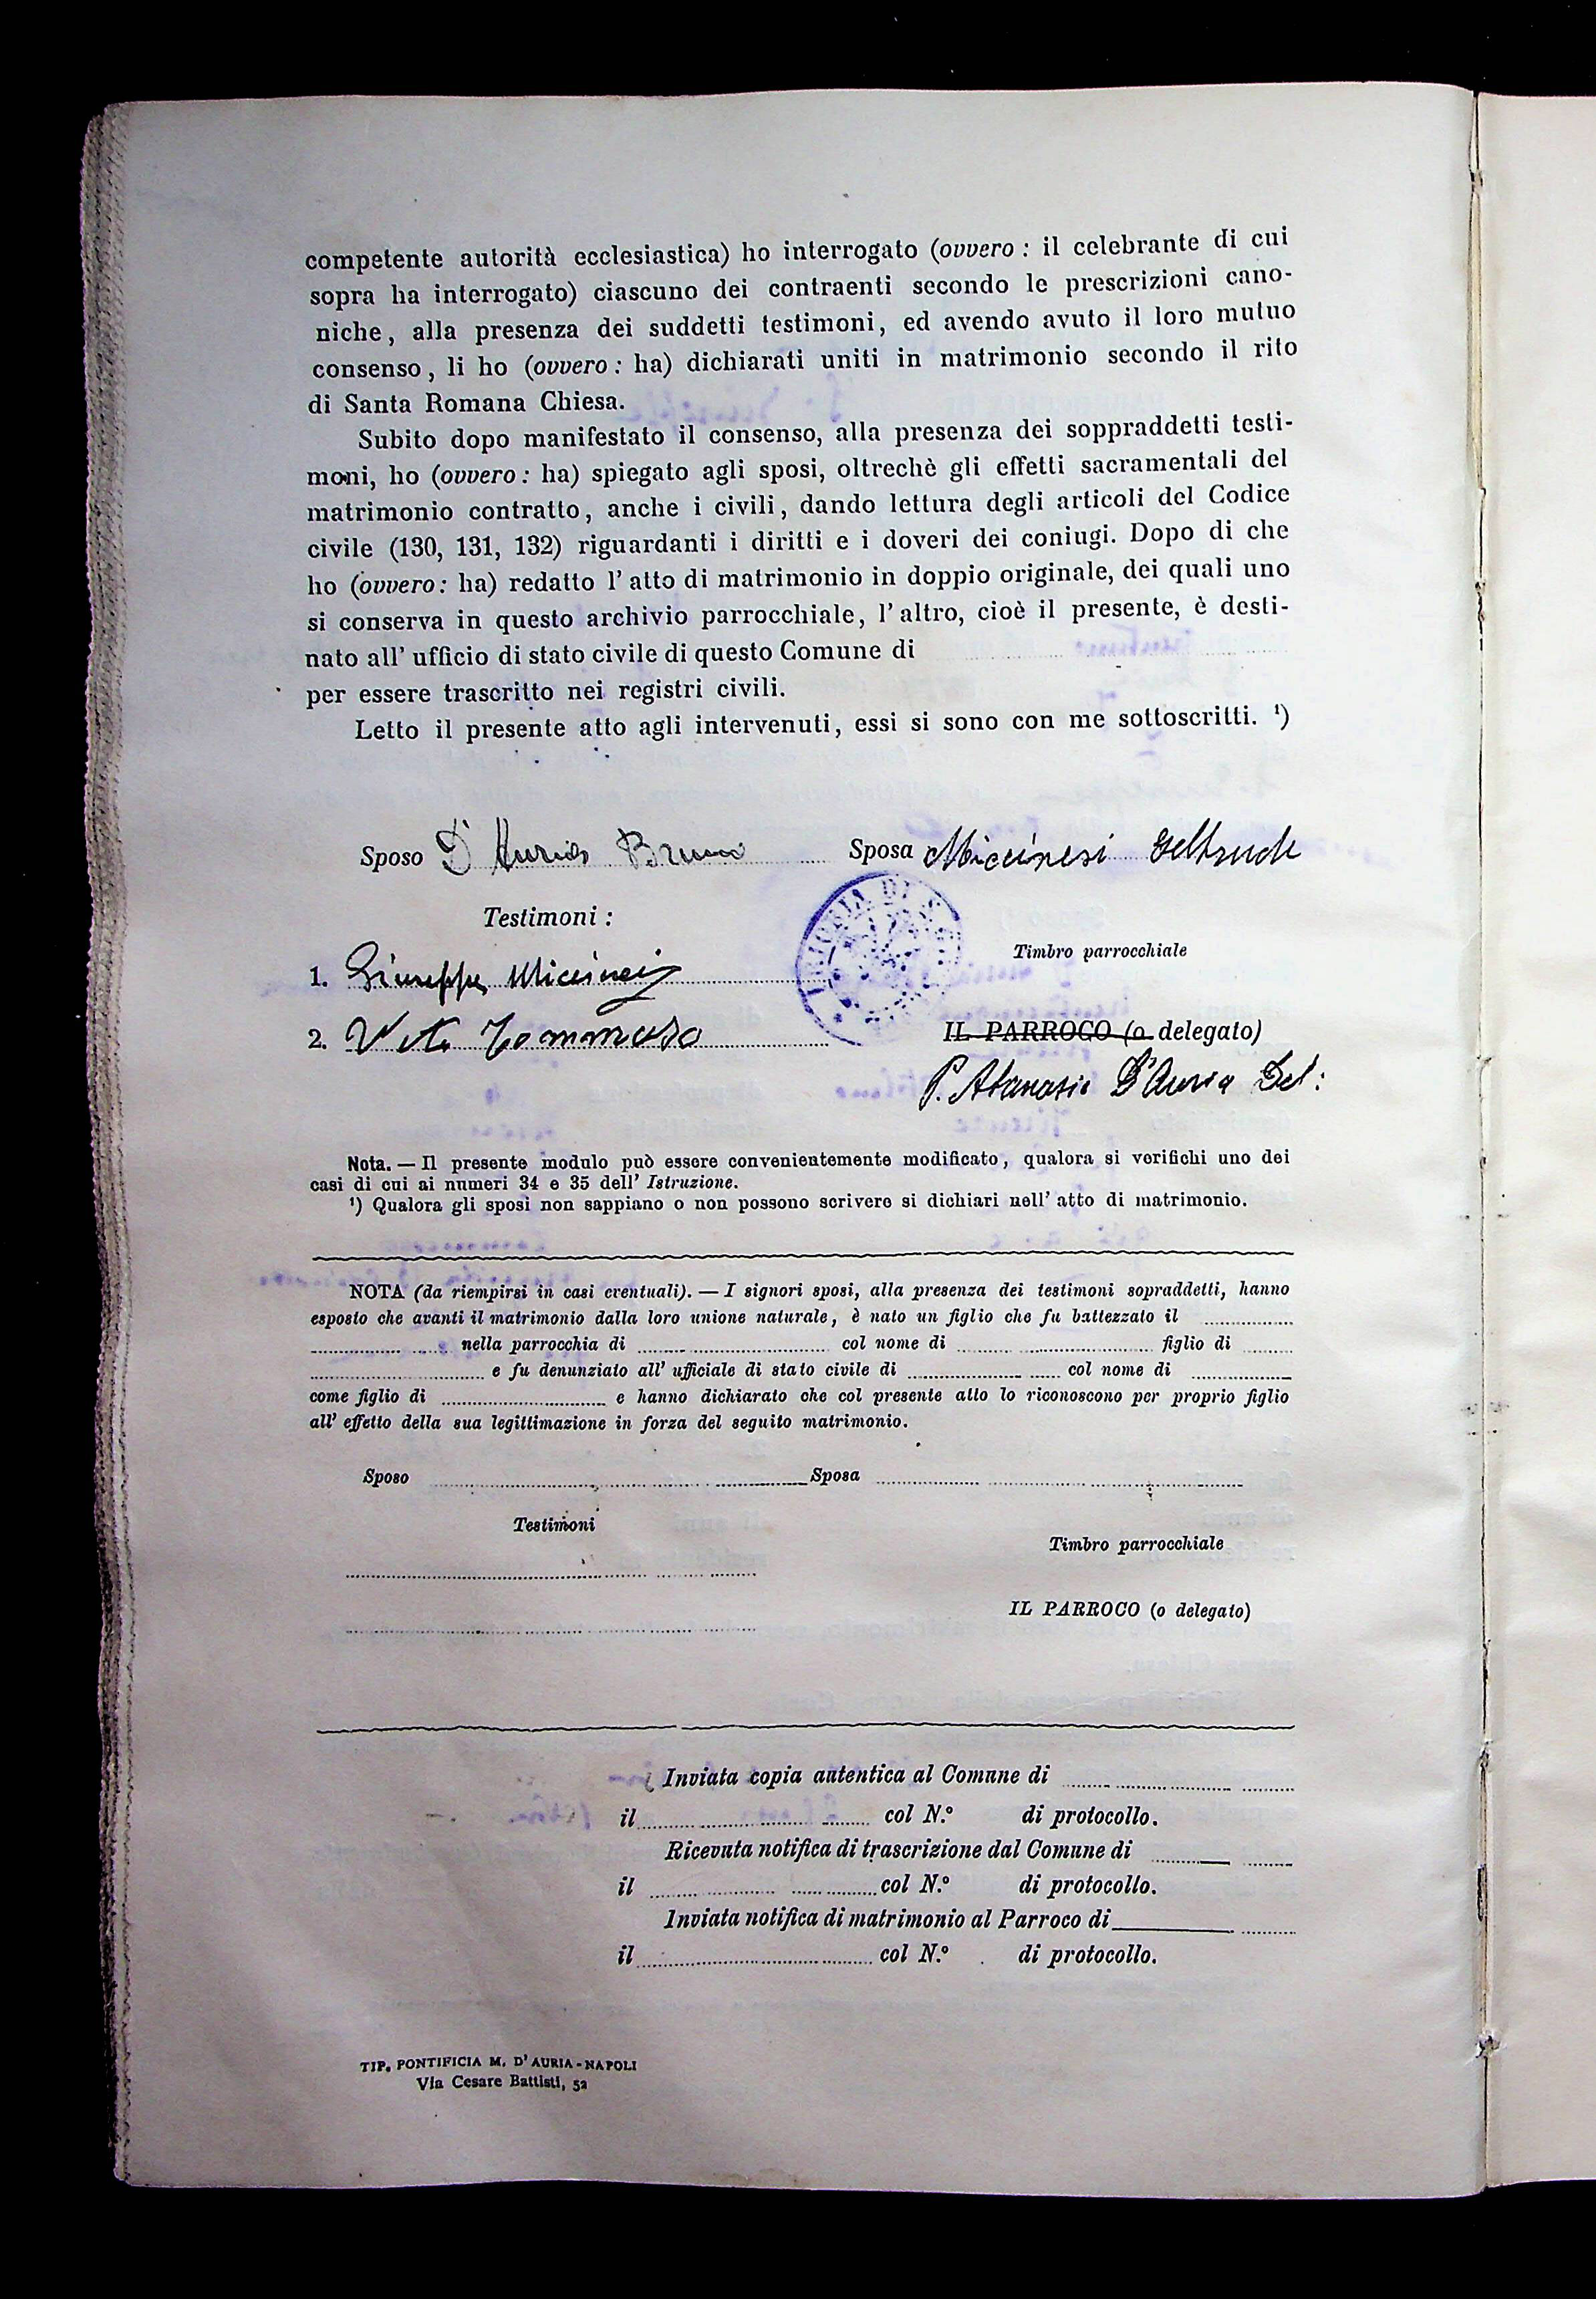 competente autorità ecclesiastica) ho interrogato (ovvero : il celebrante di cui
sopra ha interrogato) ciascuno dei contraenti secondo le prescrizioni cano-
niche, alla presenza dei suddetti testimoni, ed avendo avuto il loro mutuo
consenso, li ho (ovvero : ha) dichiarati uniti in matrimonio secondo il rito
di Santa Romana Chiesa.
Subito dopo manifestato il consenso, alla presenza dei soppraddetti testi-
moni, ho (ovvero : ha) spiegato agli sposi, oltrechè gli effetti sacramentali del
matrimonio contratto, anche i civili, dando lettura degli articoli del Codice
civile (130, 131, 132) riguardanti i diritti e i doveri dei coniugi. Dopo di che
ho (ovvero : ha) redatto l' atto di matrimonio in doppio originale, dei quali uno
si conserva in questo archivio parrocchiale, l' altro, cioè il presente, è desti-
nato all' ufficio di stato civile di questo Comune di
per essere trascritto nei registri civili.
Letto il presente atto agli intervenuti, essi si sono con me sottoscritti. ¹)
Sposo D'Auria Bruno Sposa Miccinesi Geltrude
Testimoni :
Timbro parrocchiale
1. Giuseppe Miccinesi
2. Vito Tommaso
IL PARROCO (o delegato)
P. Atanasio D'Auria Del:
Nota. — Il presente modulo può essere convenientemente modificato, qualora si verifichi uno dei
casi di cui ai numeri 34 e 35 dell' Istruzione.
¹) Qualora gli sposi non sappiano o non possono scrivere si dichiari nell' atto di matrimonio.
NOTA (da riempirsi in casi eventuali). — I signori sposi, alla presenza dei testimoni sopraddetti, hanno
esposto che avanti il matrimonio dalla loro unione naturale, è nato un figlio che fu battezzato il
nella parrocchia di col nome di figlio di
e fu denunziato all' ufficiale di stato civile di col nome di
come figlio di e hanno dichiarato che col presente atto lo riconoscono per proprio figlio
all' effetto della sua legittimazione in forza del seguito matrimonio.
Sposo Sposa
Testimoni
Timbro parrocchiale
IL PARROCO (o delegato)
Inviata copia autentica al Comune di
il col N.º di protocollo.
Ricevuta notifica di trascrizione dal Comune di
il col N.º di protocollo.
Inviata notifica di matrimonio al Parroco di
il col N.º di protocollo.
TIP. PONTIFICIA M. D'AURIA - NAPOLI
Via Cesare Battisti, 52